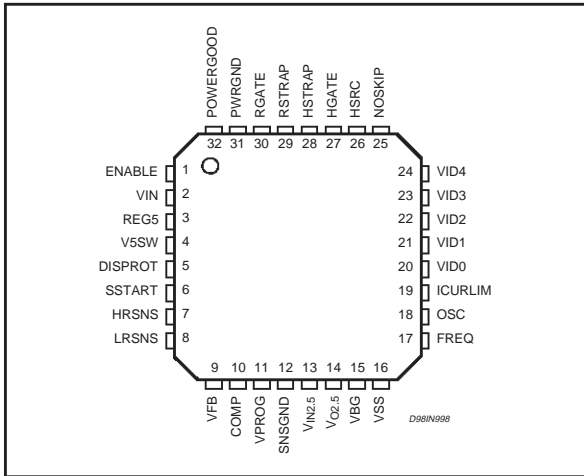 POWERGOOD
PWRGND
RGATE
RSTRAP
HSTRAP
HGATE
HSRC
NOSKIP
32 31 30 29 28 27 26 25
ENABLE 1 24 VID4
VIN 2 23 VID3
REG5 3 22 VID2
V5SW 4 21 VID1
DISPROT 5 20 VID0
SSTART 6 19 ICURLIM
HRSNS 7 18 OSC
LRSNS 8 17 FREQ
9 10 11 12 13 14 15 16
VFB
COMP
VPROG
SNSGND
VIN2.5
VO2.5
VBG
VSS
D98IN998